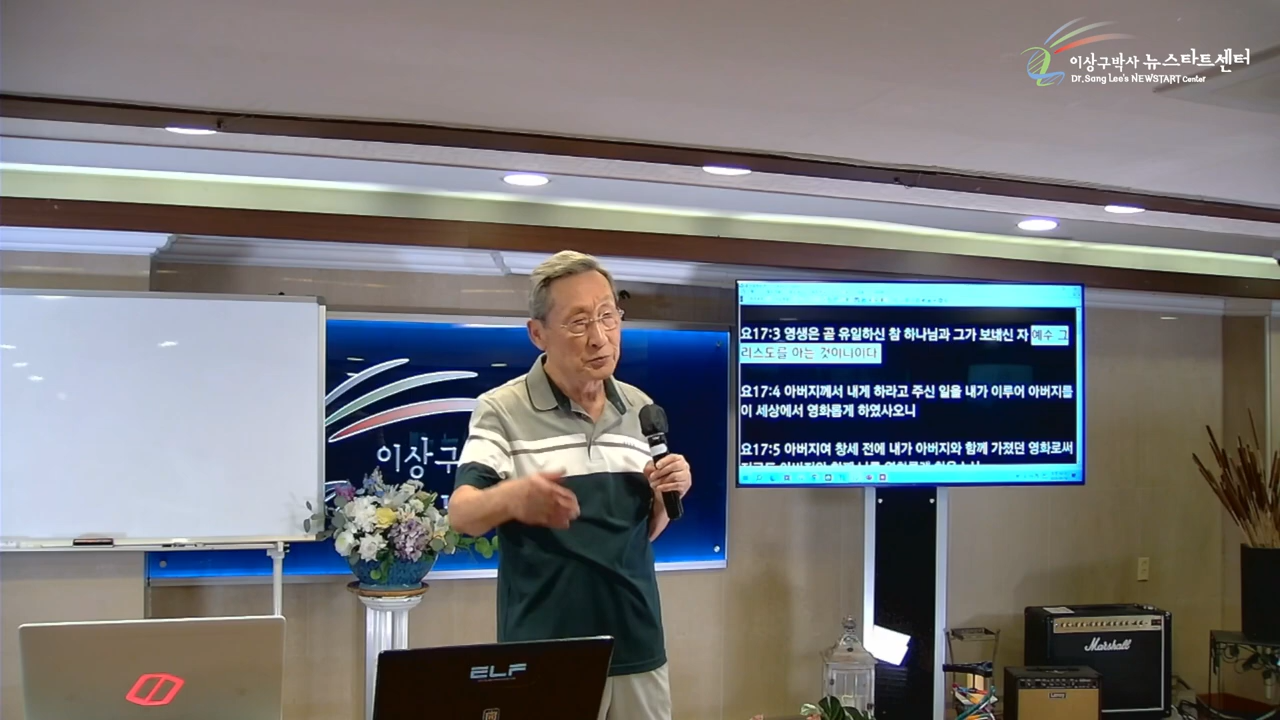 이상구박사 뉴스타트센터
Dr. Sang Lee's NEWSTART Center
요17:3 영생은 곧 유일하신 참 하나님과 그가 보내신 자 예수 그
리스도를 아는 것이니이다
요17:4 아버지께서 내게 하라고 주신 일을 내가 이루어 아버지를
이 세상에서 영화롭게 하였사오니
요17:5 아버지여 창세 전에 내가 아버지와 함께 가졌던 영화로써
이상구
ELF
Marshall
Laney